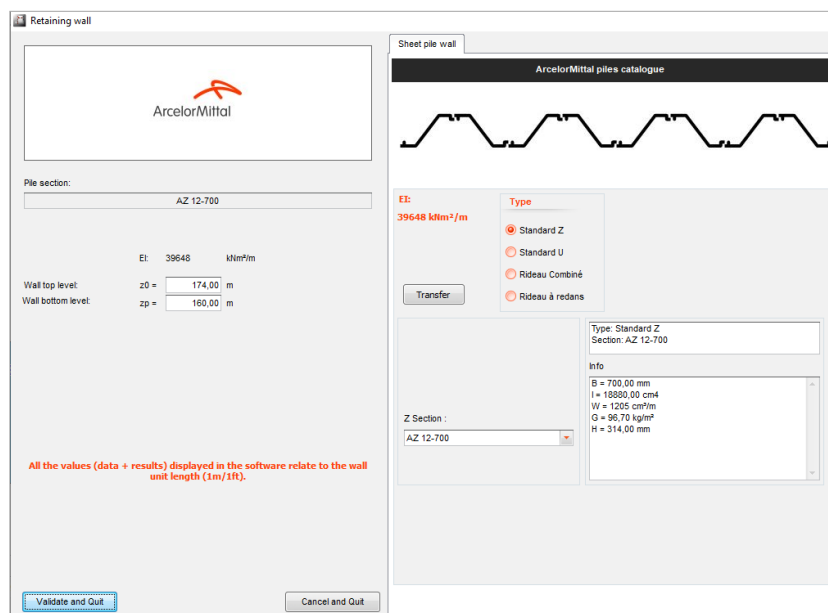 Retaining wall
ArcelorMittal
Pile section:
AZ 12-700
EI: 39648 kNm²/m
Wall top level: z0 = 174,00 m
Wall bottom level: zp = 160,00 m
All the values (data + results) displayed in the software relate to the wall
unit length (1m/1ft).
Validate and Quit
Cancel and Quit
Sheet pile wall
ArcelorMittal piles catalogue
EI:
39648 kNm²/m
Transfer
Type
Standard Z
Standard U
Rideau Combiné
Rideau à redans
Z Section :
AZ 12-700
Type: Standard Z
Section: AZ 12-700
Info
B = 700,00 mm
I = 18880,00 cm4
W = 1205 cm³/m
G = 96,70 kg/m²
H = 314,00 mm